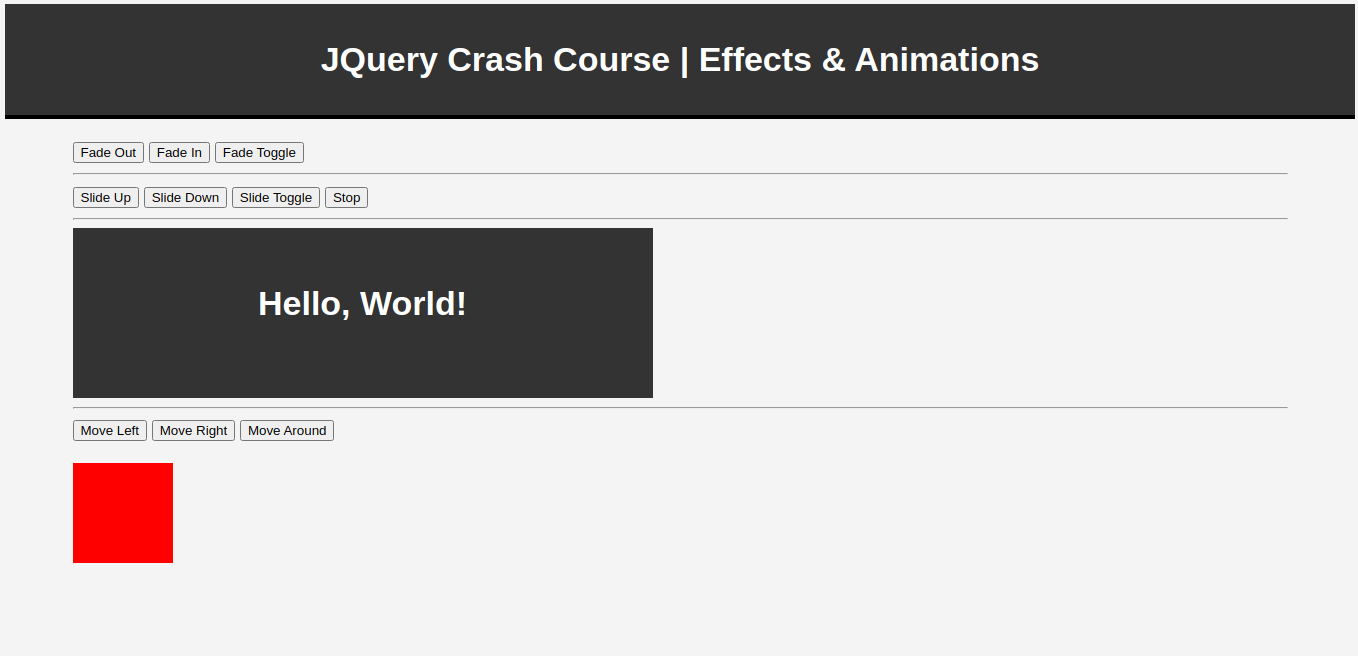 JQuery Crash Course | Effects & Animations
Fade Out Fade In Fade Toggle
Slide Up Slide Down Slide Toggle Stop
Hello, World!
Move Left Move Right Move Around